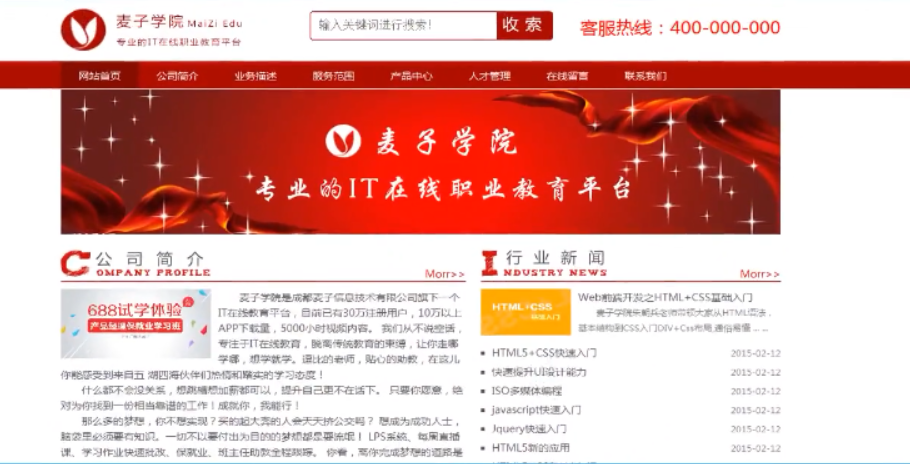 麦子学院 MaiZi Edu
专业的IT在线职业教育平台
输入关键词进行搜索！
收 索
客服热线：400-000-000
网站首页 公司简介 业务描述 服务范围 产品中心 人才管理 在线留言 联系我们
麦子学院
专业的IT在线职业教育平台
公司简介
COMPANY PROFILE
Morr>>
688试学体验
产品经理保就业学习班
麦子学院是成都麦子信息技术有限公司旗下一个
IT在线教育平台，目前已有30万注册用户，10万以上
APP下载量，5000小时视频内容。 我们从不说空话，
专注于IT在线教育，脱离传统教育的束缚，让你走哪
学哪，想学就学。逗比的老师，贴心的助教，在这儿
你能感受到来自五 湖四海伙伴们热情和踏实的学习态度！
什么都不会没关系，想跳槽想加薪都可以，提升自己更不在话下。 只要你愿意，绝
对为你找到一份相当靠谱的工作！成就你，我能行！
那么多的梦想，你不想实现？买的起大奔的人会天天挤公交吗？ 想成为成功人士，
脑袋里必须要有知识。一切不以要付出为目的的梦想都是耍流氓！ LPS系统、每周直播
课、学习作业快速批改、保就业、班主任助教全程跟踪。 你看，离你完成梦想的道路是
行业新闻
INDUSTRY NEWS
Morr>>
HTML+CSS
快速入门
Web前端开发之HTML+CSS基础入门
麦子学院朱朝兵老师带领大家从HTML语法，
基本结构到CSS入门DIV+Css布局,通俗易懂 ... ...
HTML5+CSS快速入门 2015-02-12
快速提升UI设计能力 2015-02-12
ISO多媒体编程 2015-02-12
javascript快速入门 2015-02-12
Jquery快速入门 2015-02-12
HTML5新的应用 2015-02-12